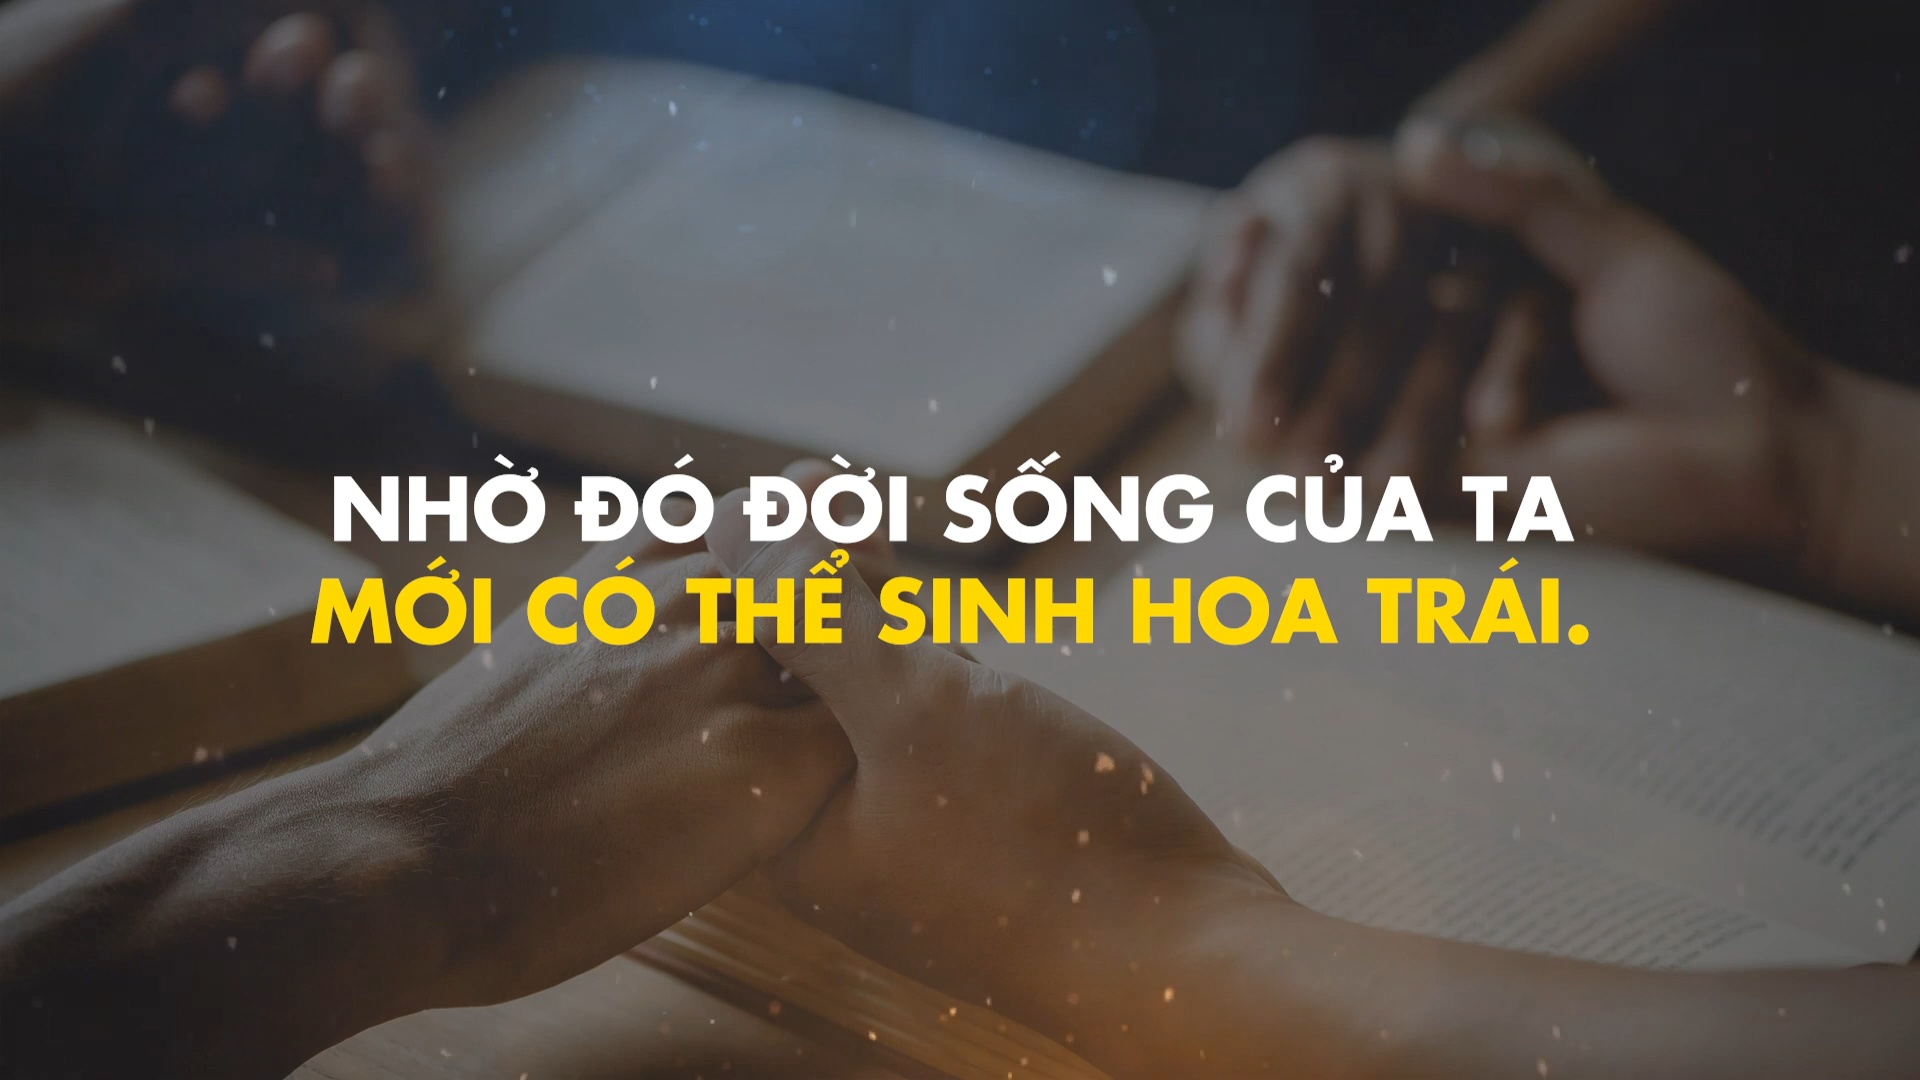 NHỜ ĐÓ ĐỜI SỐNG CỦA TA
MỚI CÓ THỂ SINH HOA TRÁI.